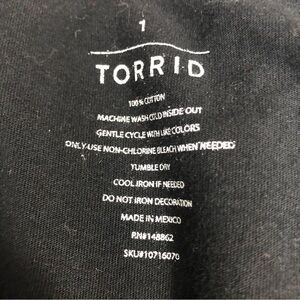 1
TORRID
100% COTTON
MACHINE WASH COLD INSIDE OUT
GENTLE CYCLE WITH LIKE COLORS
ONLY USE NON-CHLORINE BLEACH WHEN NEEDED
TUMBLE DRY
COOL IRON IF NEEDED
DO NOT IRON DECORATION
MADE IN MEXICO
RN#148862
SKU#10716070